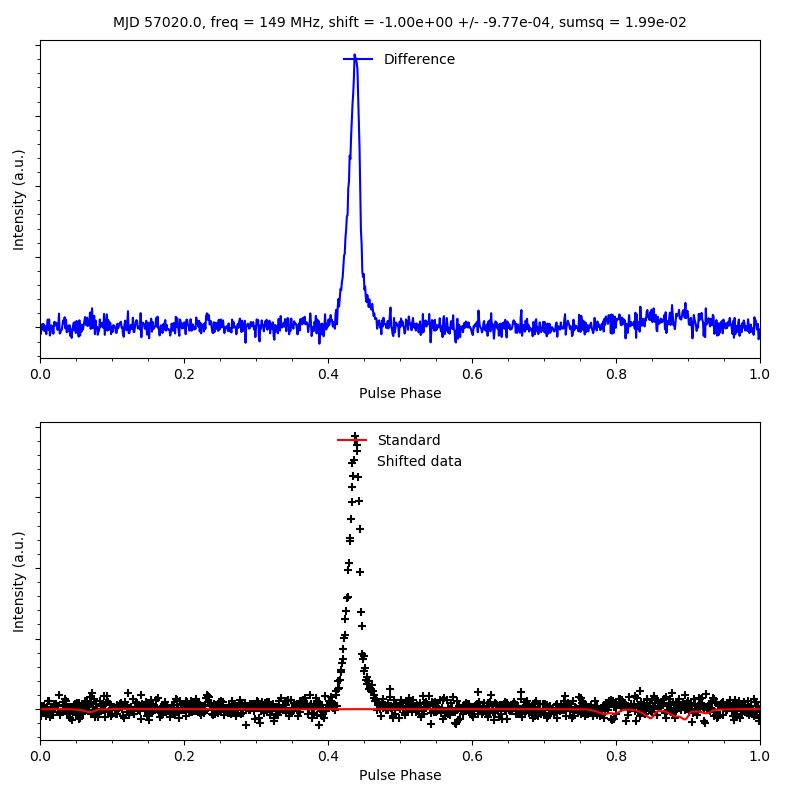 MJD 57020.0, freq = 149 MHz, shift = -1.00e+00 +/- -9.77e-04, sumsq = 1.99e-02
Difference
Intensity (a.u.)
0.0 0.2 0.4 0.6 0.8 1.0
Pulse Phase
Standard
Shifted data
Intensity (a.u.)
0.0 0.2 0.4 0.6 0.8 1.0
Pulse Phase